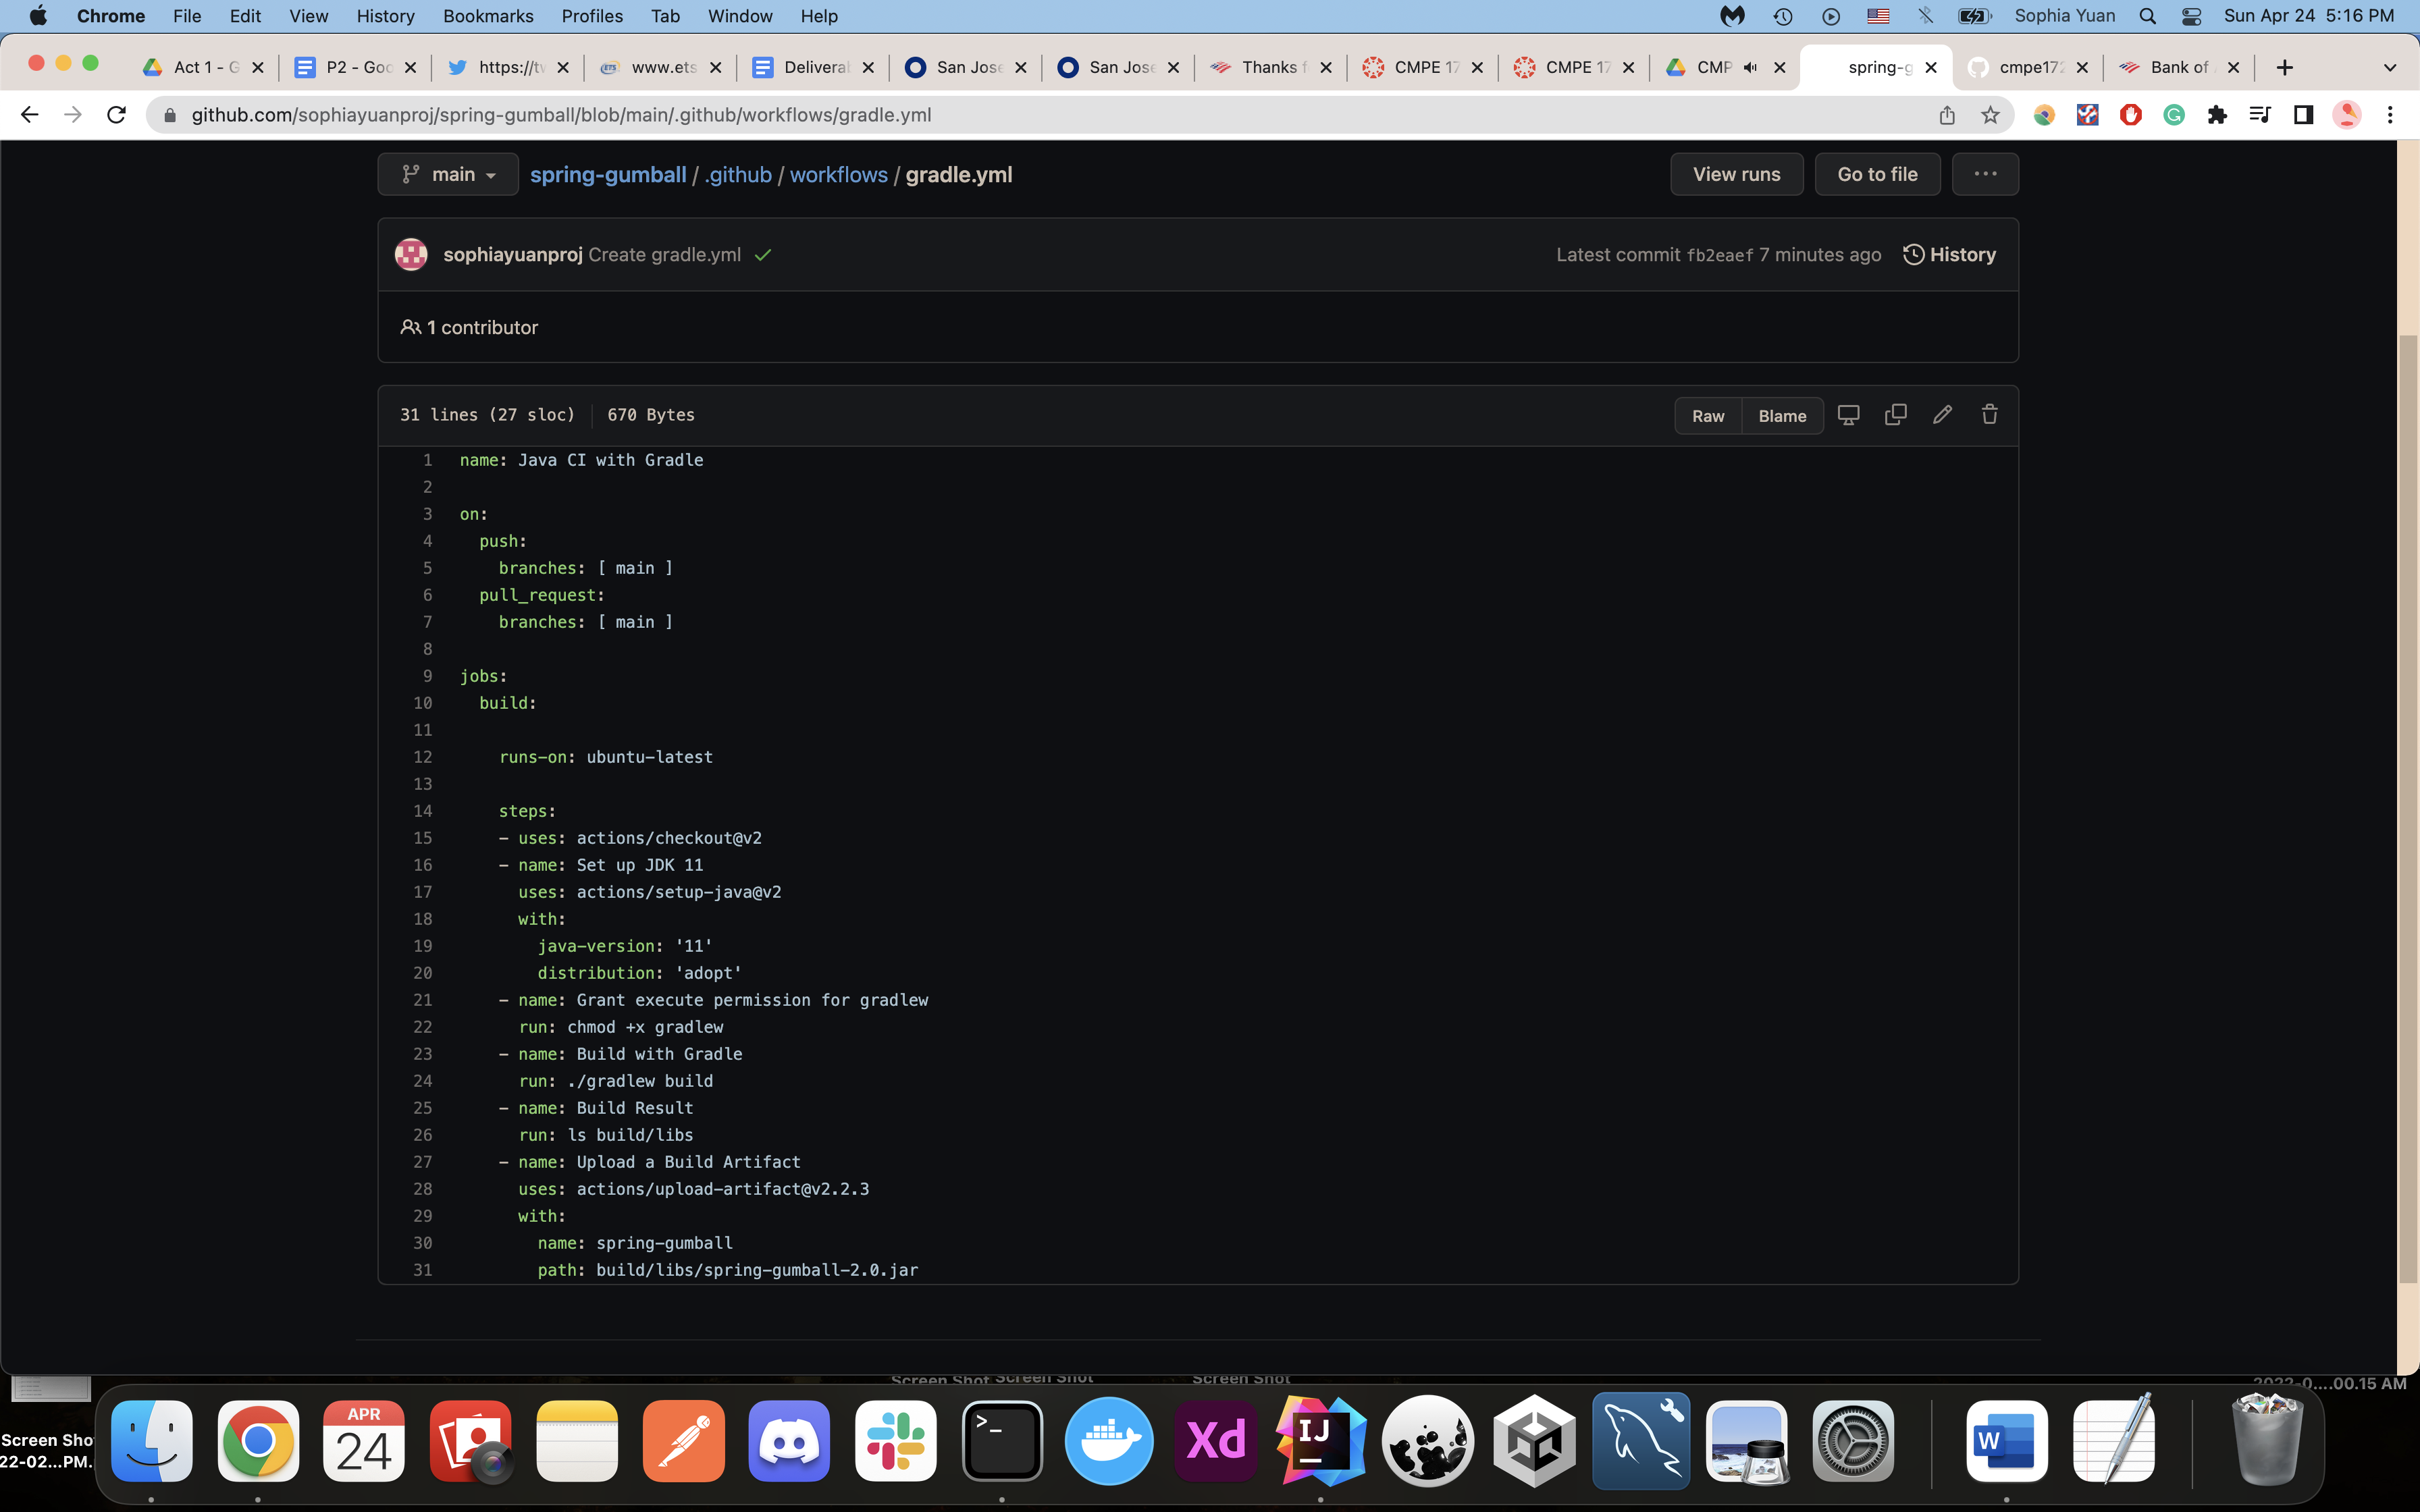 Chrome File Edit View History Bookmarks Profiles Tab Window Help Sophia Yuan Sun Apr 24 5:16 PM
Act 1 - G P2 - Goo https://tw www.ets Deliverab San Jose San Jose Thanks f CMPE 17 CMPE 17 CMP spring-g cmpe172 Bank of
github.com/sophiayuanproj/spring-gumball/blob/main/.github/workflows/gradle.yml
main spring-gumball / .github / workflows / gradle.yml View runs Go to file ...
sophiayuanproj Create gradle.yml Latest commit fb2eaef 7 minutes ago History
1 contributor
31 lines (27 sloc) 670 Bytes Raw Blame
1 name: Java CI with Gradle
2
3 on:
4 push:
5 branches: [ main ]
6 pull_request:
7 branches: [ main ]
8
9 jobs:
10 build:
11
12 runs-on: ubuntu-latest
13
14 steps:
15 - uses: actions/checkout@v2
16 - name: Set up JDK 11
17 uses: actions/setup-java@v2
18 with:
19 java-version: '11'
20 distribution: 'adopt'
21 - name: Grant execute permission for gradlew
22 run: chmod +x gradlew
23 - name: Build with Gradle
24 run: ./gradlew build
25 - name: Build Result
26 run: ls build/libs
27 - name: Upload a Build Artifact
28 uses: actions/upload-artifact@v2.2.3
29 with:
30 name: spring-gumball
31 path: build/libs/spring-gumball-2.0.jar
Screen Shot Screen Shot Screen Shot 2022-0....00.15 AM
Screen Sho
22-02...PM.
APR
24
>_
Xd
IJ
W